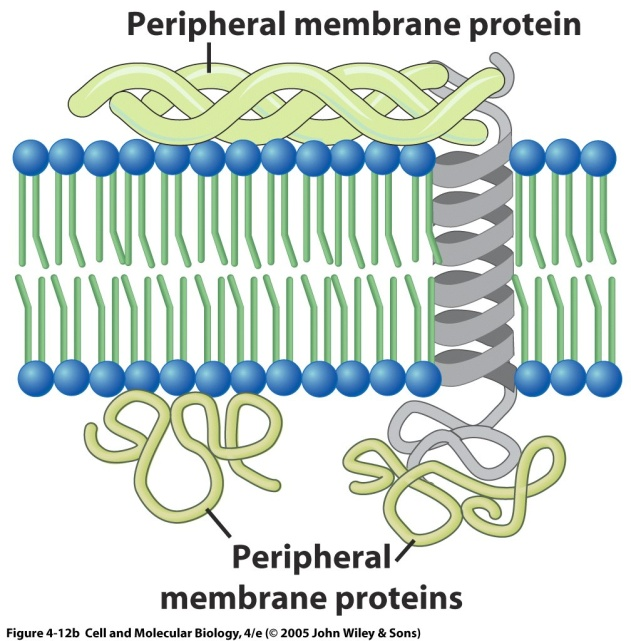 Peripheral membrane protein
Peripheral
membrane proteins
Figure 4-12b Cell and Molecular Biology, 4/e (© 2005 John Wiley & Sons)